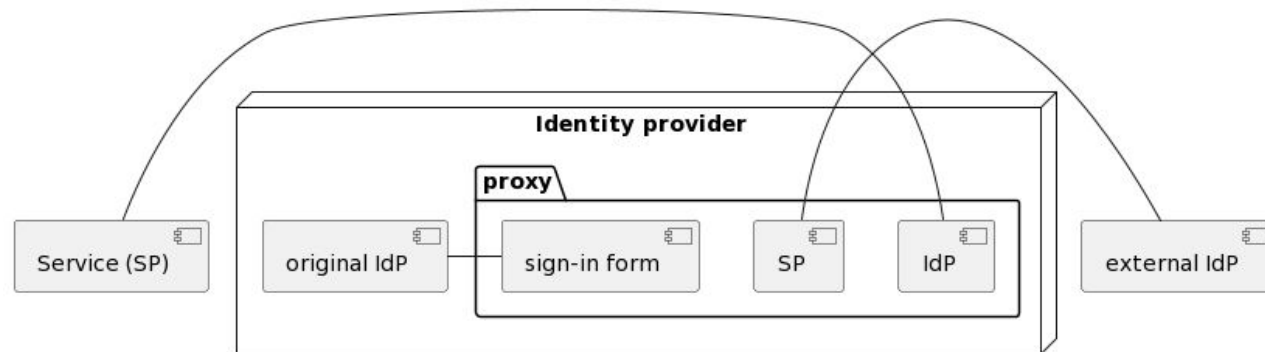 Identity provider
proxy
Service (SP)
original IdP
sign-in form
SP
IdP
external IdP